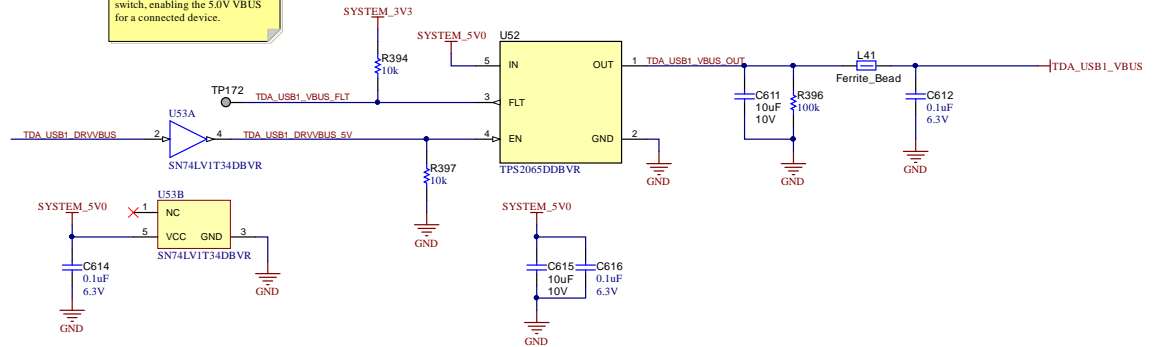 switch, enabling the 5.0V VBUS
for a connected device.
SYSTEM_3V3
SYSTEM_5V0
U52
R394
10k
5 IN
OUT 1
TDA_USB1_VBUS_OUT
L41
Ferrite_Bead
TDA_USB1_VBUS
TP172
TDA_USB1_VBUS_FLT
3 FLT
C611
10uF
10V
R396
100k
C612
0.1uF
6.3V
U53A
TDA_USB1_DRVVBUS
2
4
TDA_USB1_DRVVBUS_5V
4 EN
GND 2
SN74LV1T34DBVR
TPS2065DDBVR
R397
10k
GND
GND
GND
GND
U53B
SYSTEM_5V0
1 NC
5 VCC GND 3
SN74LV1T34DBVR
SYSTEM_5V0
C614
0.1uF
6.3V
GND
GND
C615
10uF
10V
C616
0.1uF
6.3V
GND